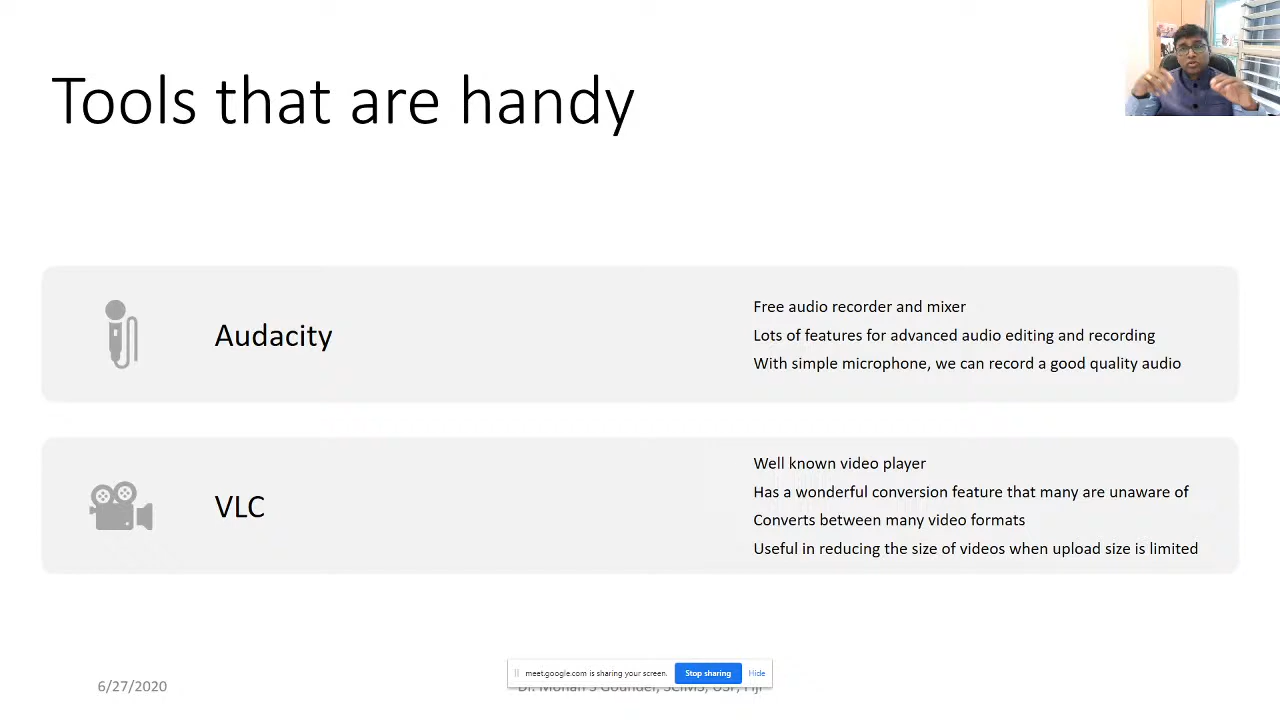 Tools that are handy
Audacity
Free audio recorder and mixer
Lots of features for advanced audio editing and recording
With simple microphone, we can record a good quality audio
VLC
Well known video player
Has a wonderful conversion feature that many are unaware of
Converts between many video formats
Useful in reducing the size of videos when upload size is limited
meet.google.com is sharing your screen.
Stop sharing
Hide
6/27/2020